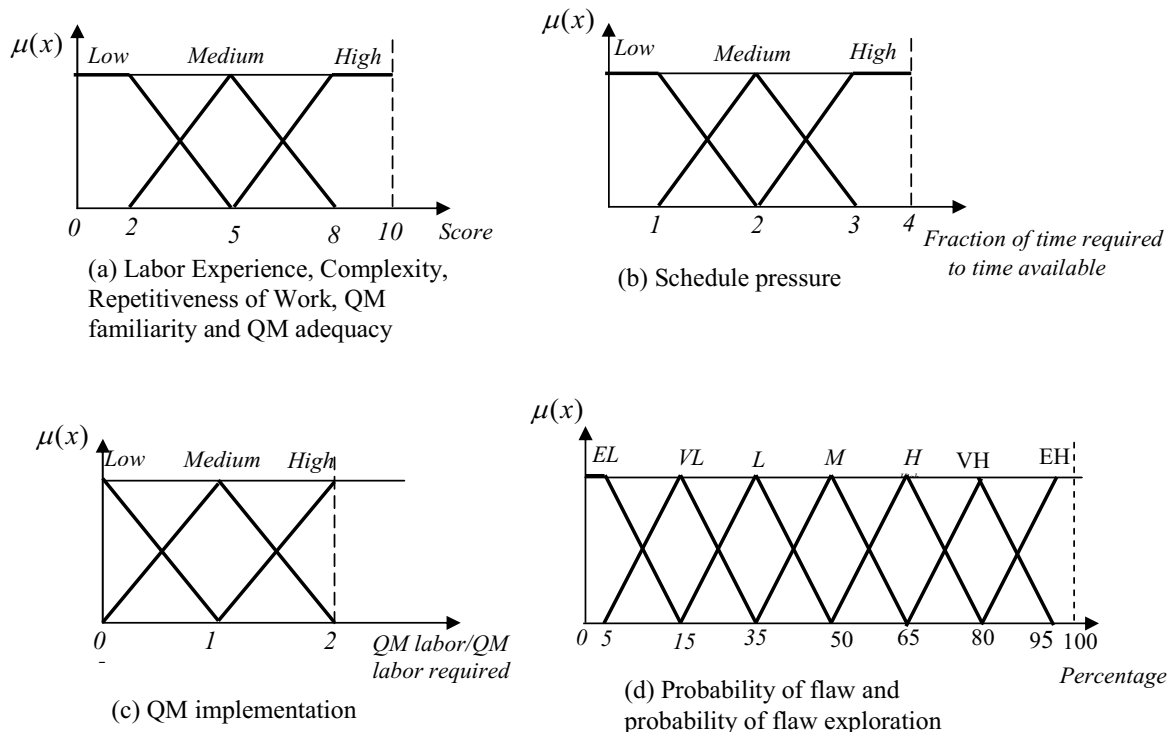 μ(x)
Low Medium High
0 2 5 8 10 Score
(a) Labor Experience, Complexity,
Repetitiveness of Work, QM
familiarity and QM adequacy
μ(x)
Low Medium High
1 2 3 4
Fraction of time required
to time available
(b) Schedule pressure
μ(x)
Low Medium High
0 1 2
QM labor/QM
labor required
(c) QM implementation
μ(x)
EL VL L M H VH EH
0 5 15 35 50 65 80 95 100
Percentage
(d) Probability of flaw and
probability of flaw exploration